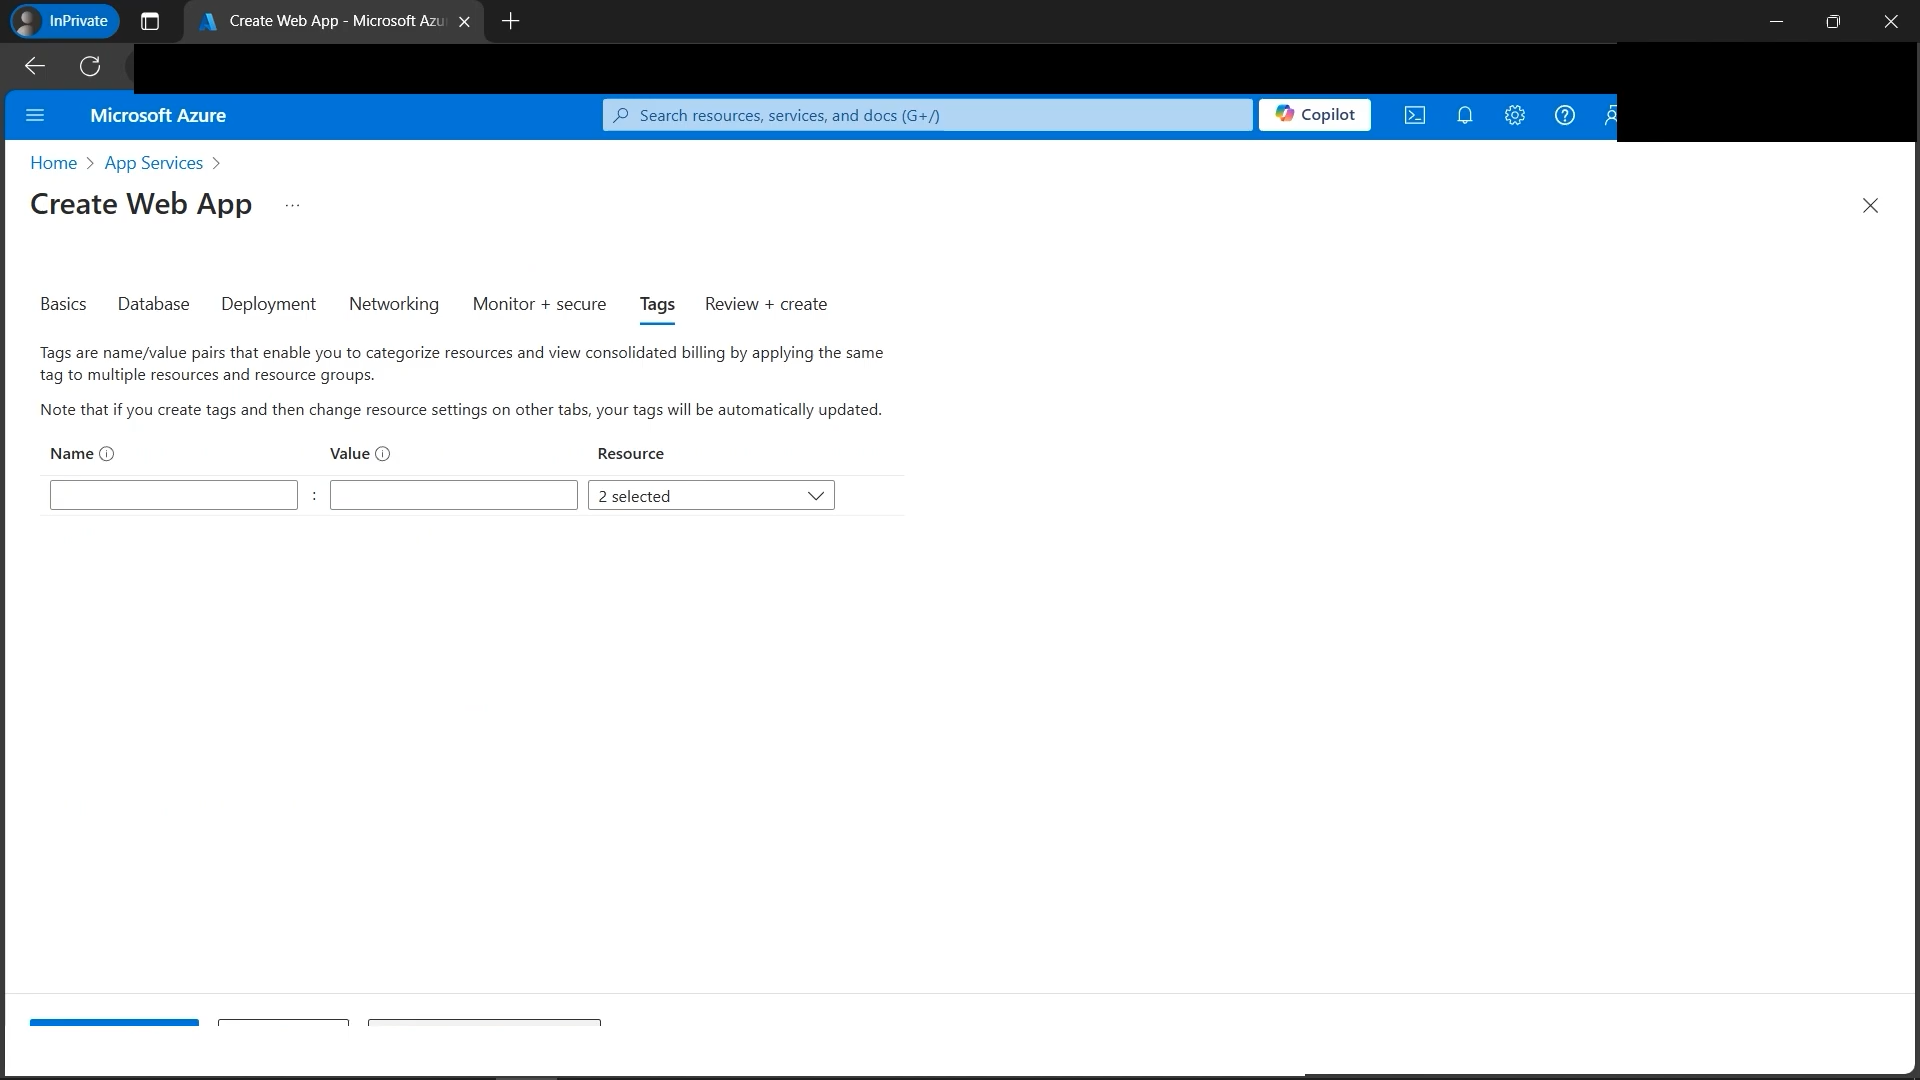 InPrivate
Create Web App - Microsoft Azu
Microsoft Azure
Search resources, services, and docs (G+/)
Copilot
Home > App Services >
Create Web App ...
Basics Database Deployment Networking Monitor + secure Tags Review + create
Tags are name/value pairs that enable you to categorize resources and view consolidated billing by applying the same
tag to multiple resources and resource groups.
Note that if you create tags and then change resource settings on other tabs, your tags will be automatically updated.
Name Value Resource
: 2 selected